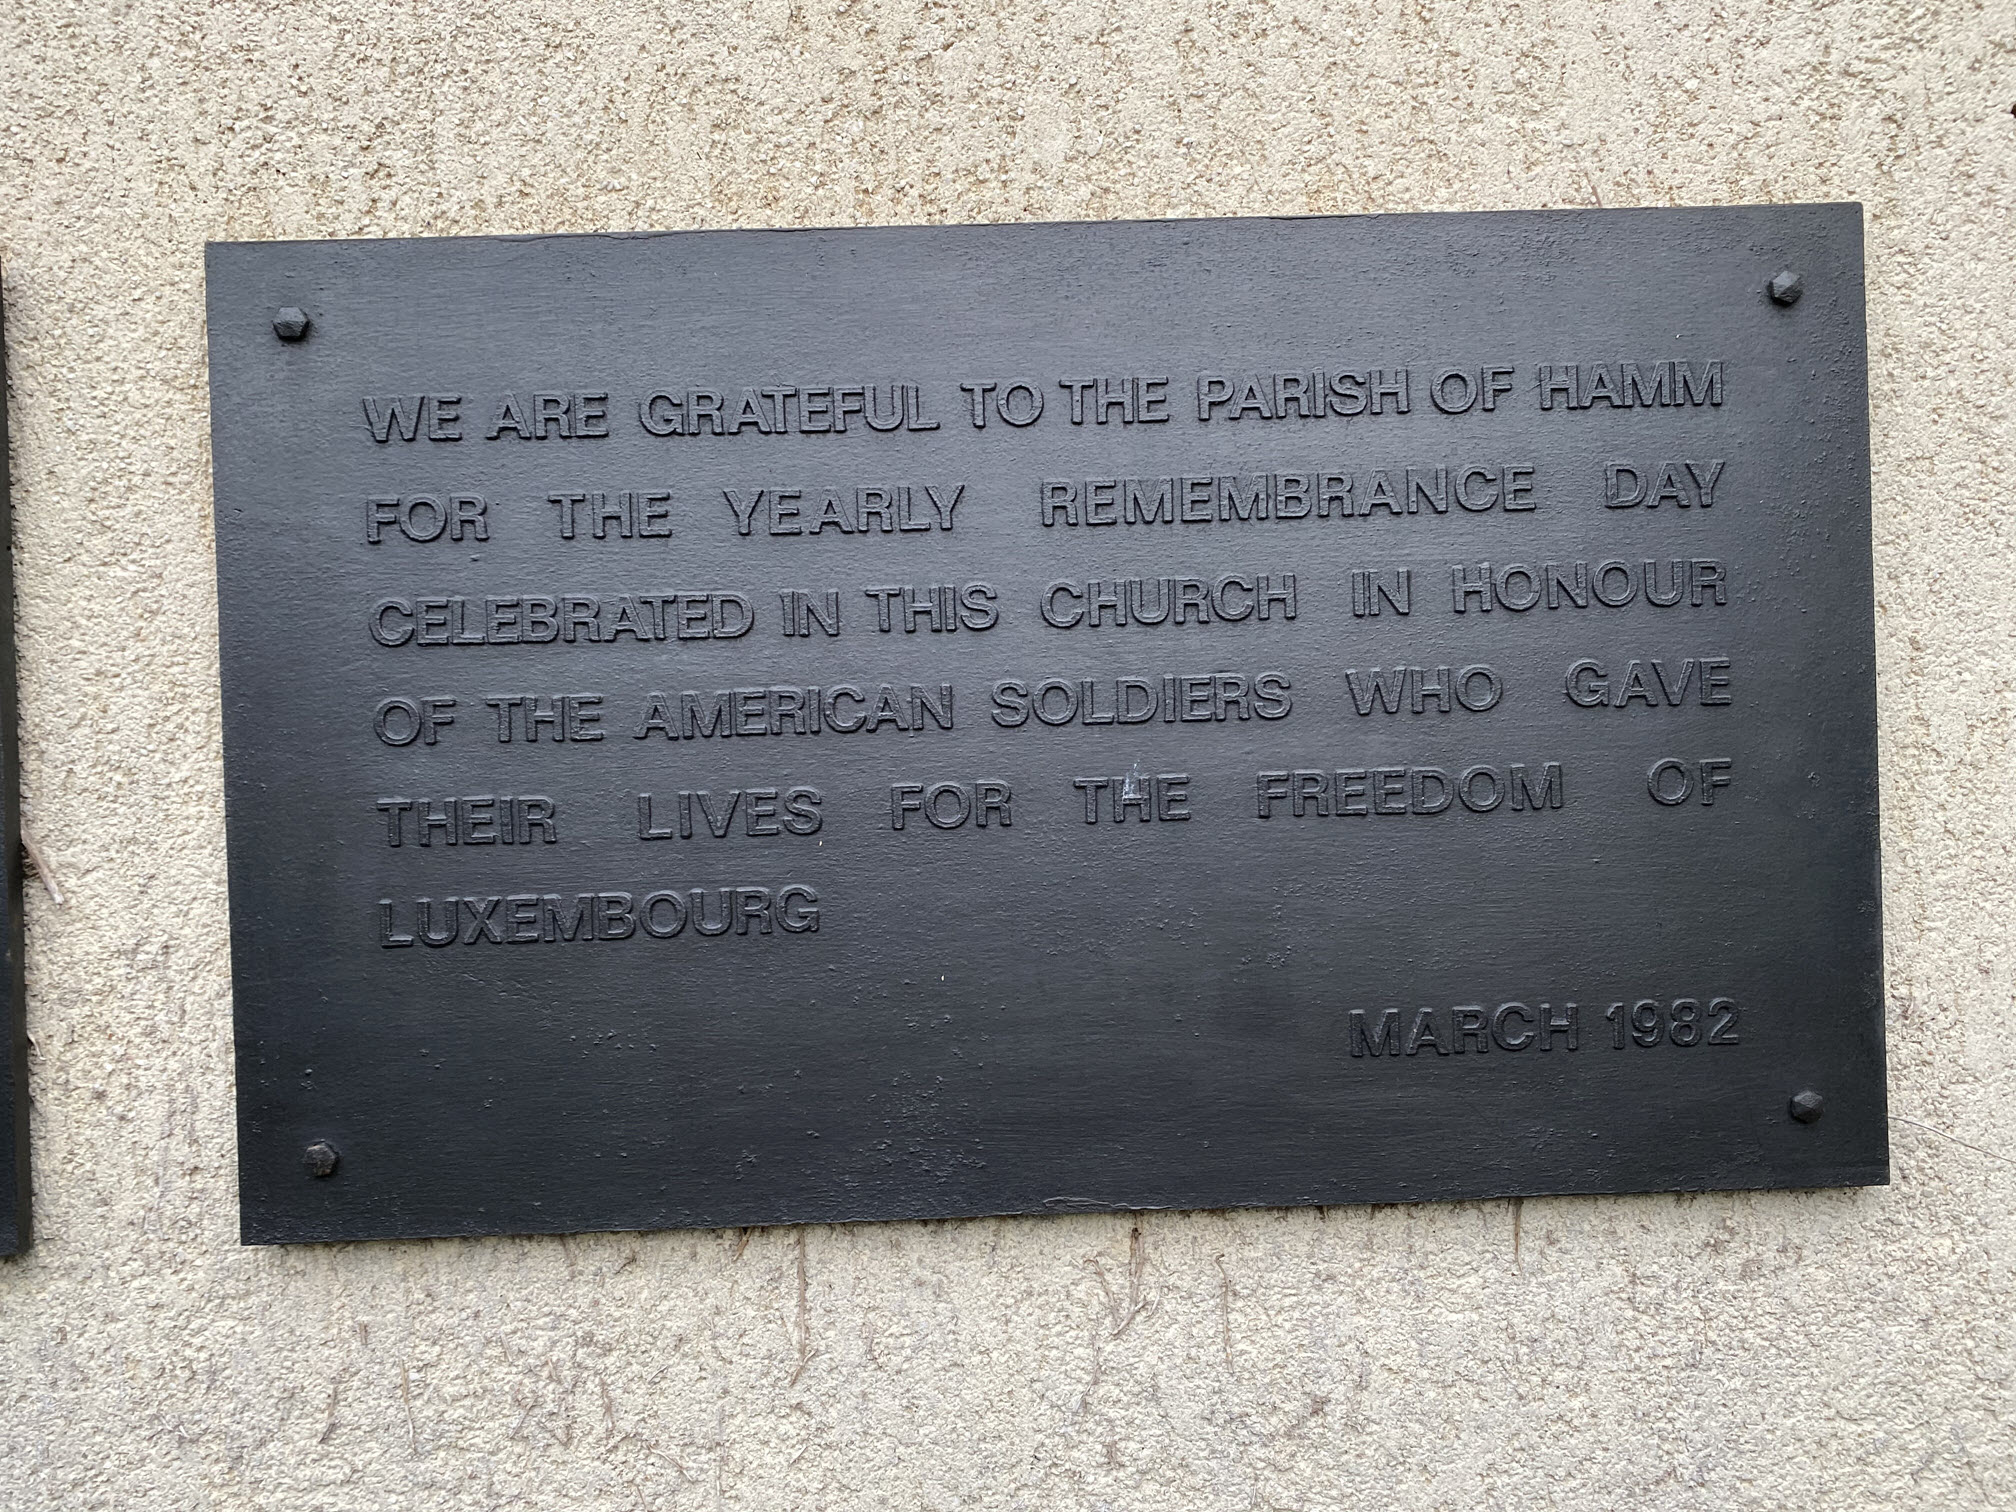 WE ARE GRATEFUL TO THE PARISH OF HAMM
FOR THE YEARLY REMEMBRANCE DAY
CELEBRATED IN THIS CHURCH IN HONOUR
OF THE AMERICAN SOLDIERS WHO GAVE
THEIR LIVES FOR THE FREEDOM OF
LUXEMBOURG
MARCH 1982